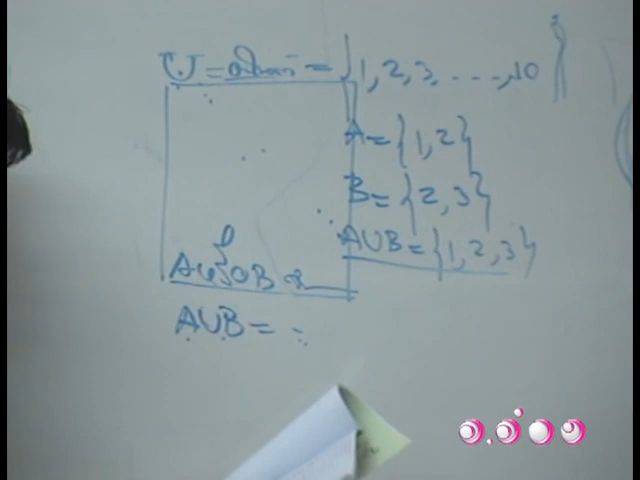 U = = {1, 2, 3, ...., 10}
A = {1, 2}
B = {2, 3}
A∪B = {1, 2, 3}
A B
A∪B =